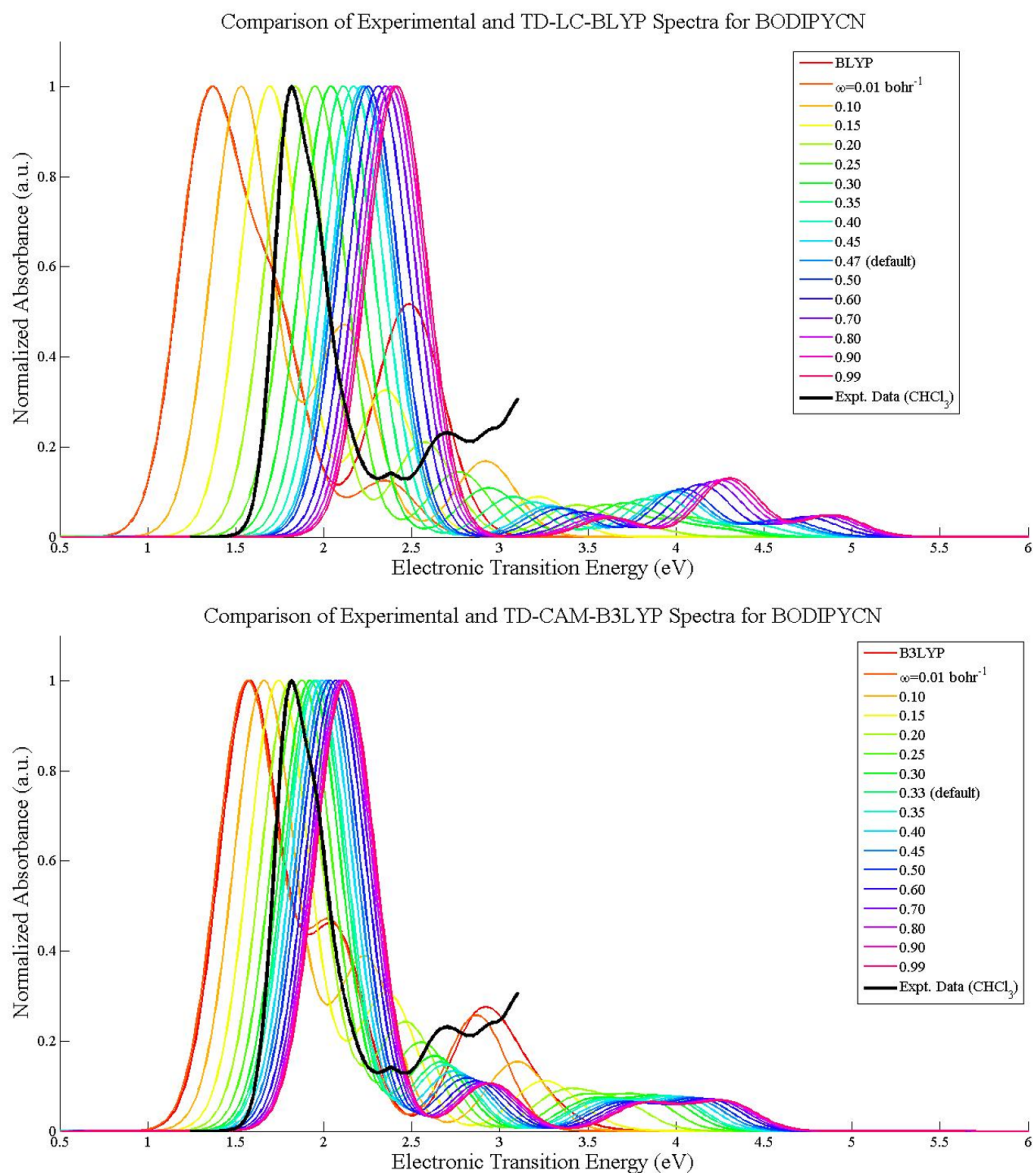 Comparison of Experimental and TD-LC-BLYP Spectra for BODIPYCN
Normalized Absorbance (a.u.)
1
0.8
0.6
0.4
0.2
0
0.5 1 1.5 2 2.5 3 3.5 4 4.5 5 5.5 6
Electronic Transition Energy (eV)
BLYP
ω=0.01 bohr⁻¹
0.10
0.15
0.20
0.25
0.30
0.35
0.40
0.45
0.47 (default)
0.50
0.60
0.70
0.80
0.90
0.99
Expt. Data (CHCl₃)
Comparison of Experimental and TD-CAM-B3LYP Spectra for BODIPYCN
Normalized Absorbance (a.u.)
1
0.8
0.6
0.4
0.2
0
0.5 1 1.5 2 2.5 3 3.5 4 4.5 5 5.5 6
Electronic Transition Energy (eV)
B3LYP
ω=0.01 bohr⁻¹
0.10
0.15
0.20
0.25
0.30
0.33 (default)
0.35
0.40
0.45
0.50
0.60
0.70
0.80
0.90
0.99
Expt. Data (CHCl₃)